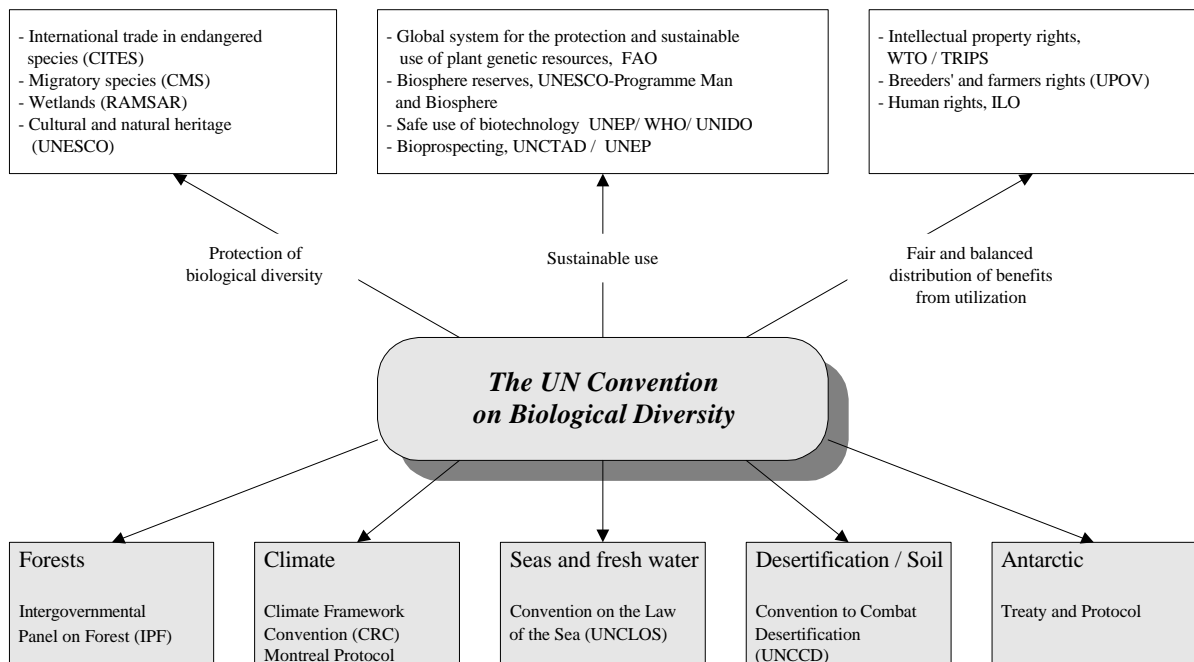 - International trade in endangered
species (CITES)
- Migratory species (CMS)
- Wetlands (RAMSAR)
- Cultural and natural heritage
(UNESCO)
- Global system for the protection and sustainable
use of plant genetic resources, FAO
- Biosphere reserves, UNESCO-Programme Man
and Biosphere
- Safe use of biotechnology UNEP/ WHO/ UNIDO
- Bioprospecting, UNCTAD / UNEP
- Intellectual property rights,
WTO / TRIPS
- Breeders' and farmers rights (UPOV)
- Human rights, ILO
Protection of
biological diversity
Sustainable use
Fair and balanced
distribution of benefits
from utilization
The UN Convention
on Biological Diversity
Forests
Intergovernmental
Panel on Forest (IPF)
Climate
Climate Framework
Convention (CRC)
Montreal Protocol
Seas and fresh water
Convention on the Law
of the Sea (UNCLOS)
Desertification / Soil
Convention to Combat
Desertification
(UNCCD)
Antarctic
Treaty and Protocol